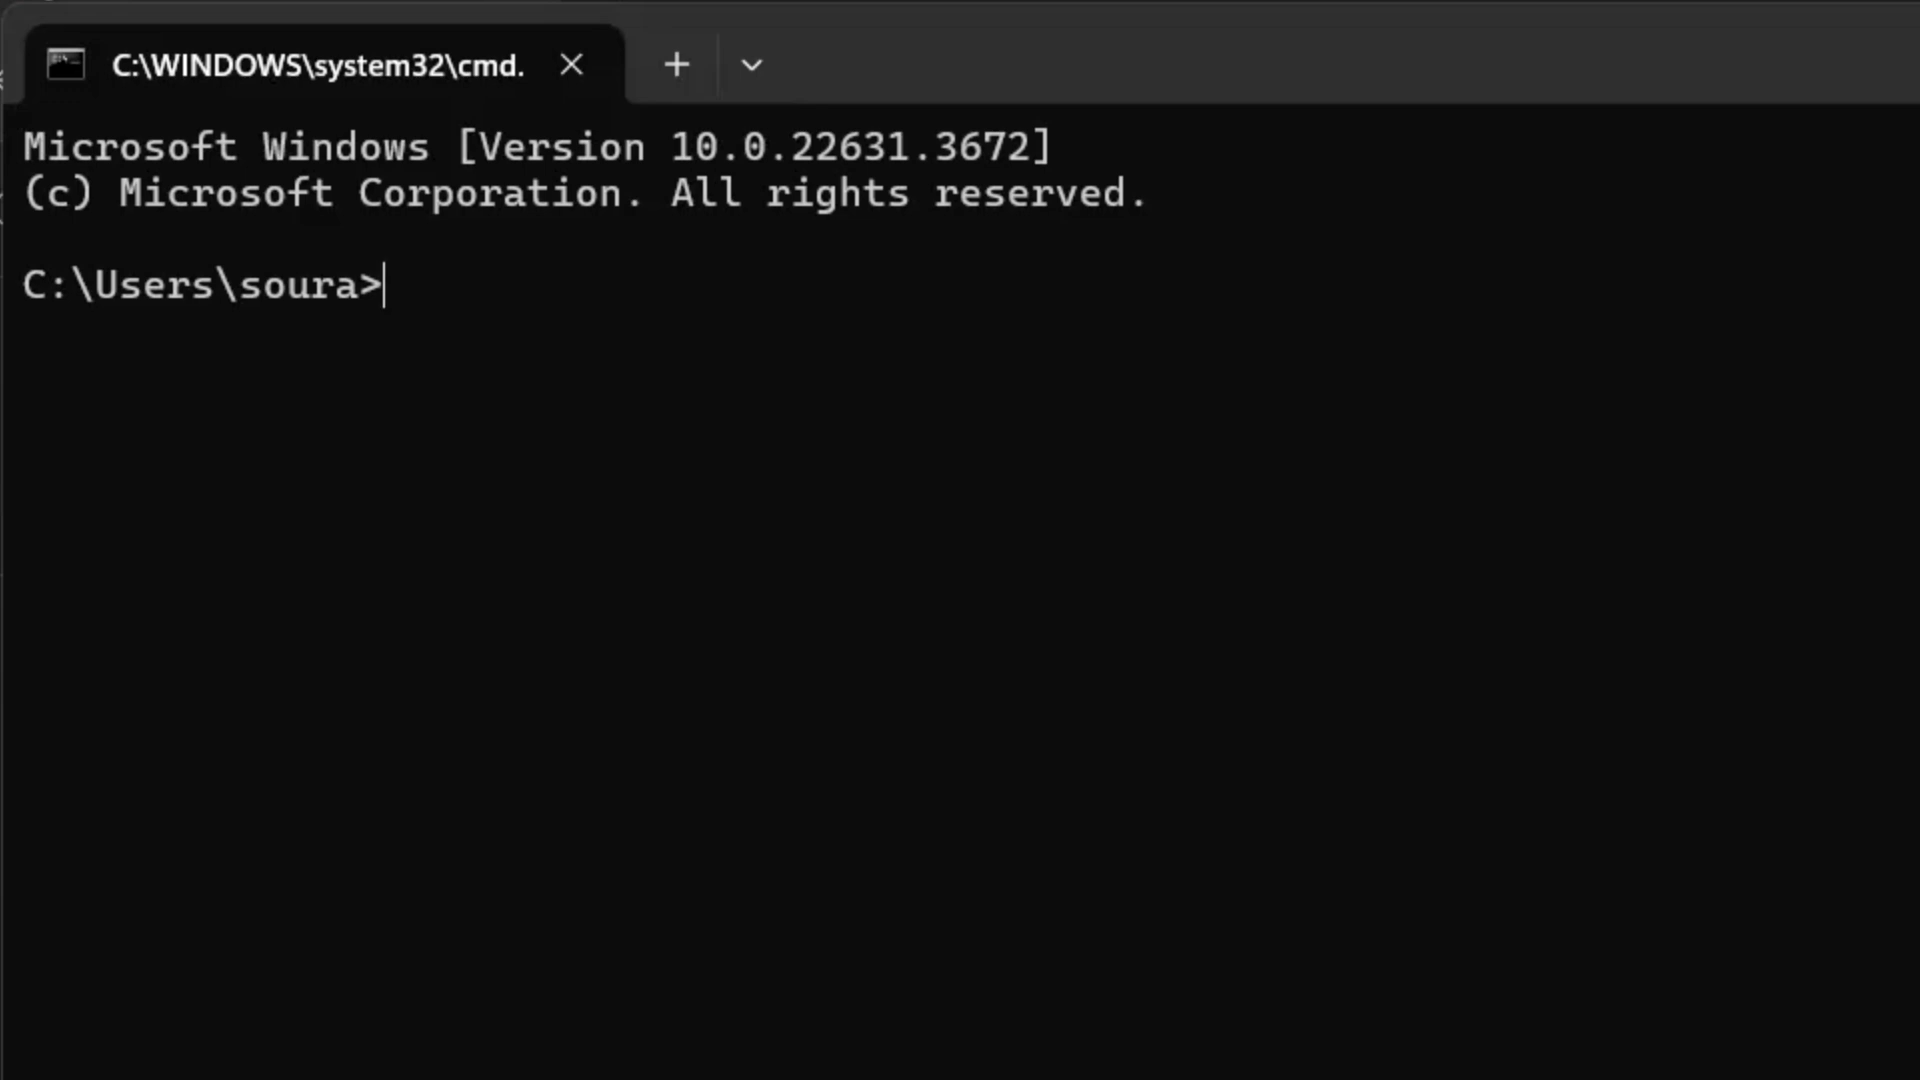 C:\WINDOWS\system32\cmd.
Microsoft Windows [Version 10.0.22631.3672]
(c) Microsoft Corporation. All rights reserved.
C:\Users\soura>